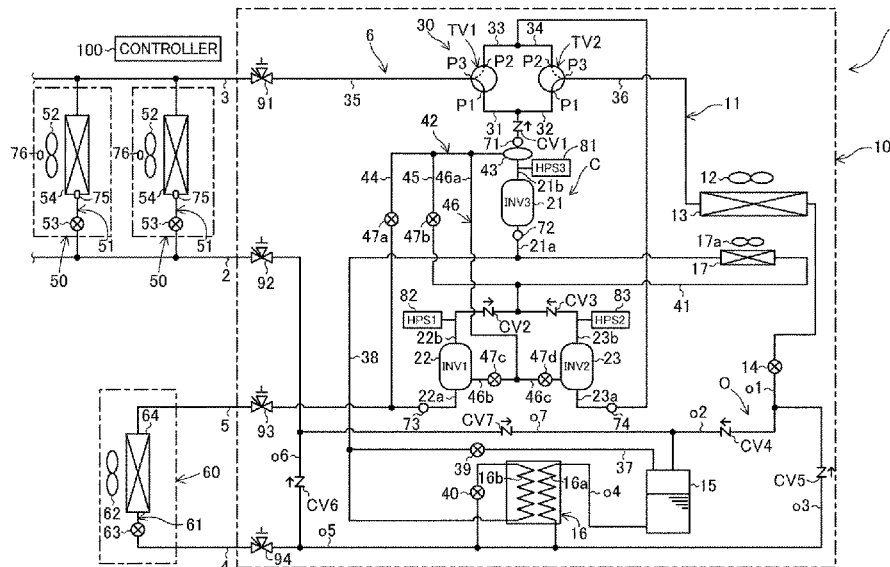 100 CONTROLLER
6
30
TV1
33
34
TV2
P3
P2
P2
P3
P1
P1
3
91
35
31
32
36
11
10
CV1
71
81
42
43
HPS3
C
52
52
76
76
54
75
54
75
53
51
53
51
50
50
44
45
46a
46
47a
47b
21b
INV3
21
72
21a
12
13
17a
17
2
92
41
82
HPS1
CV2
CV3
83
HPS2
22b
23b
38
22
INV1
47c
47d
INV2
23
14
o1
22a
46b
46c
23a
5
93
73
CV7
o7
74
o2
O
CV4
64
o6
39
37
15
CV5
60
CV6
40
16b
16a
o4
o3
62
61
63
16
o5
4
94